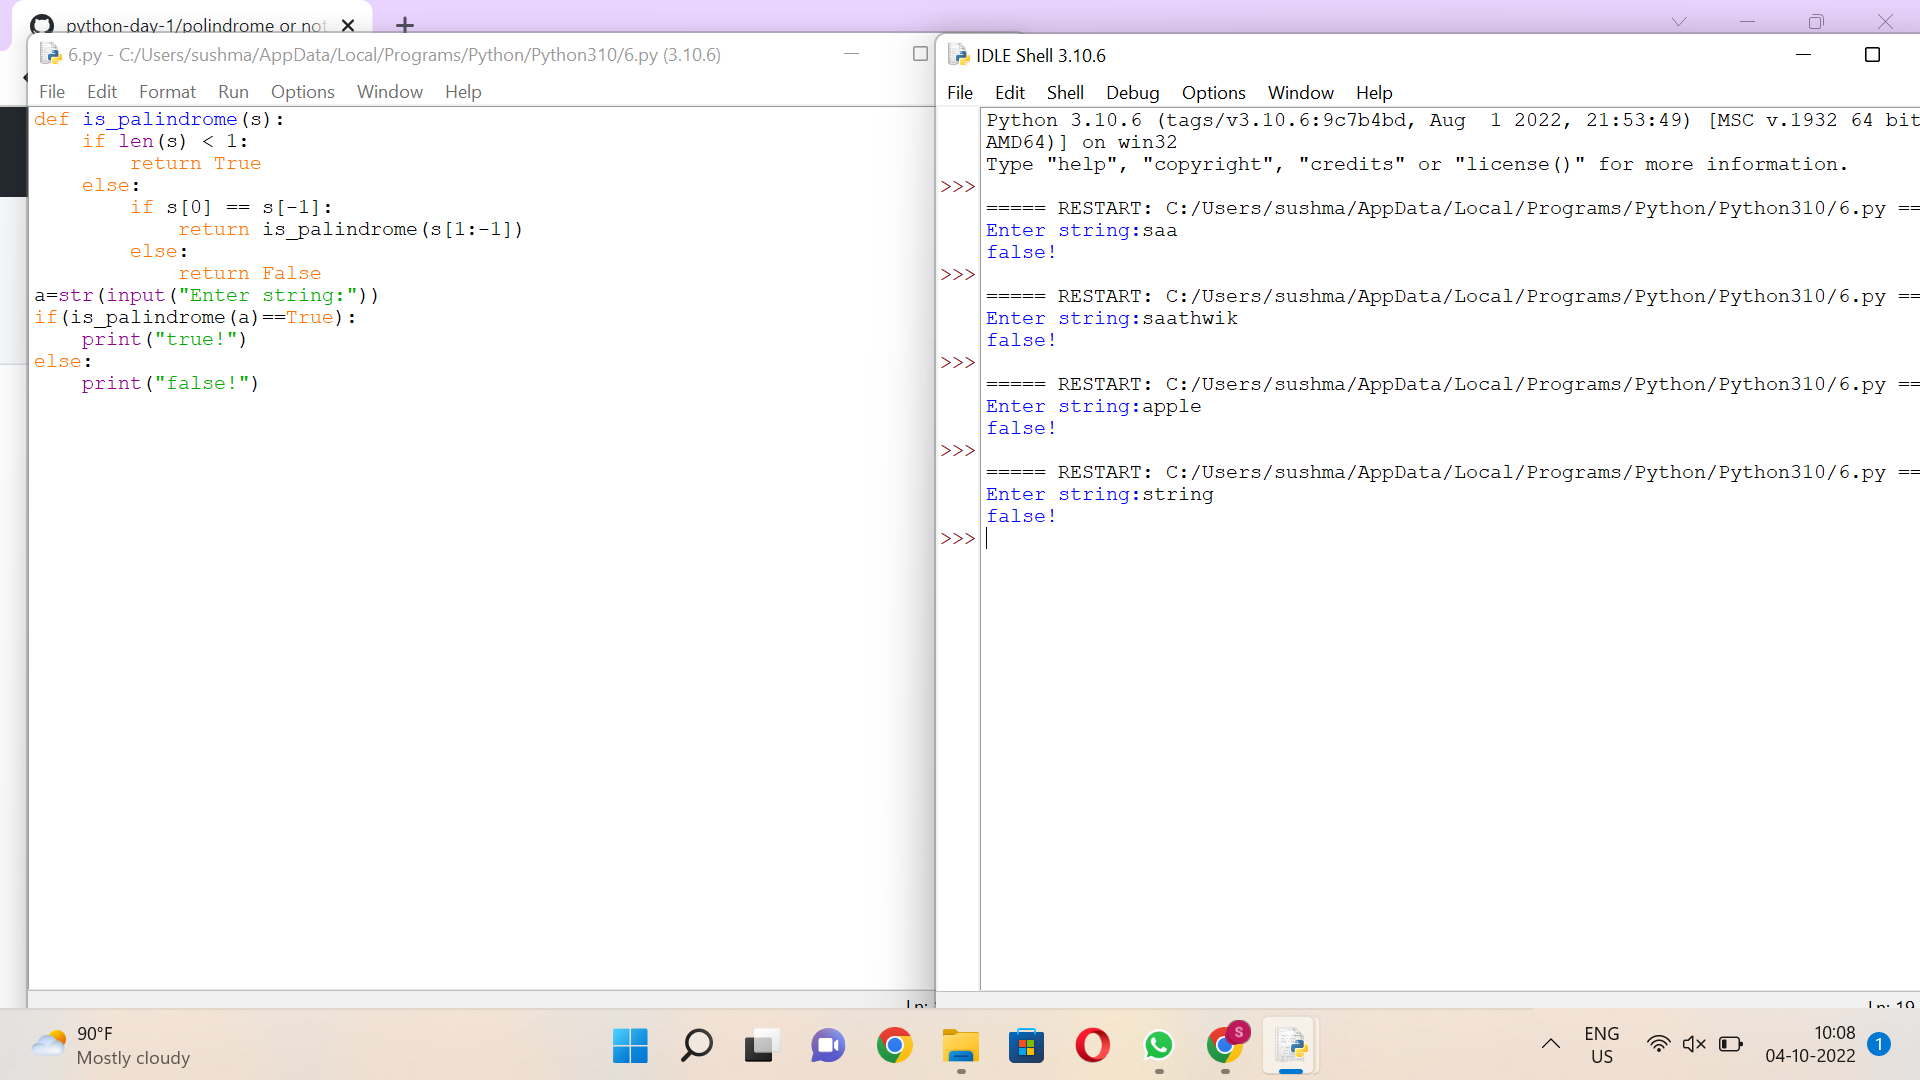 python-day-1/polindrome or not
6.py - C:/Users/sushma/AppData/Local/Programs/Python/Python310/6.py (3.10.6)
File Edit Format Run Options Window Help
def is_palindrome(s):
    if len(s) < 1:
        return True
    else:
        if s[0] == s[-1]:
            return is_palindrome(s[1:-1])
        else:
            return False
a=str(input("Enter string:"))
if(is_palindrome(a)==True):
    print("true!")
else:
    print("false!")
IDLE Shell 3.10.6
File Edit Shell Debug Options Window Help
Python 3.10.6 (tags/v3.10.6:9c7b4bd, Aug  1 2022, 21:53:49) [MSC v.1932 64 bit
AMD64)] on win32
Type "help", "copyright", "credits" or "license()" for more information.
>>>
===== RESTART: C:/Users/sushma/AppData/Local/Programs/Python/Python310/6.py ==
Enter string:saa
false!
>>>
===== RESTART: C:/Users/sushma/AppData/Local/Programs/Python/Python310/6.py ==
Enter string:saathwik
false!
>>>
===== RESTART: C:/Users/sushma/AppData/Local/Programs/Python/Python310/6.py ==
Enter string:apple
false!
>>>
===== RESTART: C:/Users/sushma/AppData/Local/Programs/Python/Python310/6.py ==
Enter string:string
false!
>>>
Ln:
Ln: 19
90°F
Mostly cloudy
S
ENG
US
10:08
04-10-2022
1